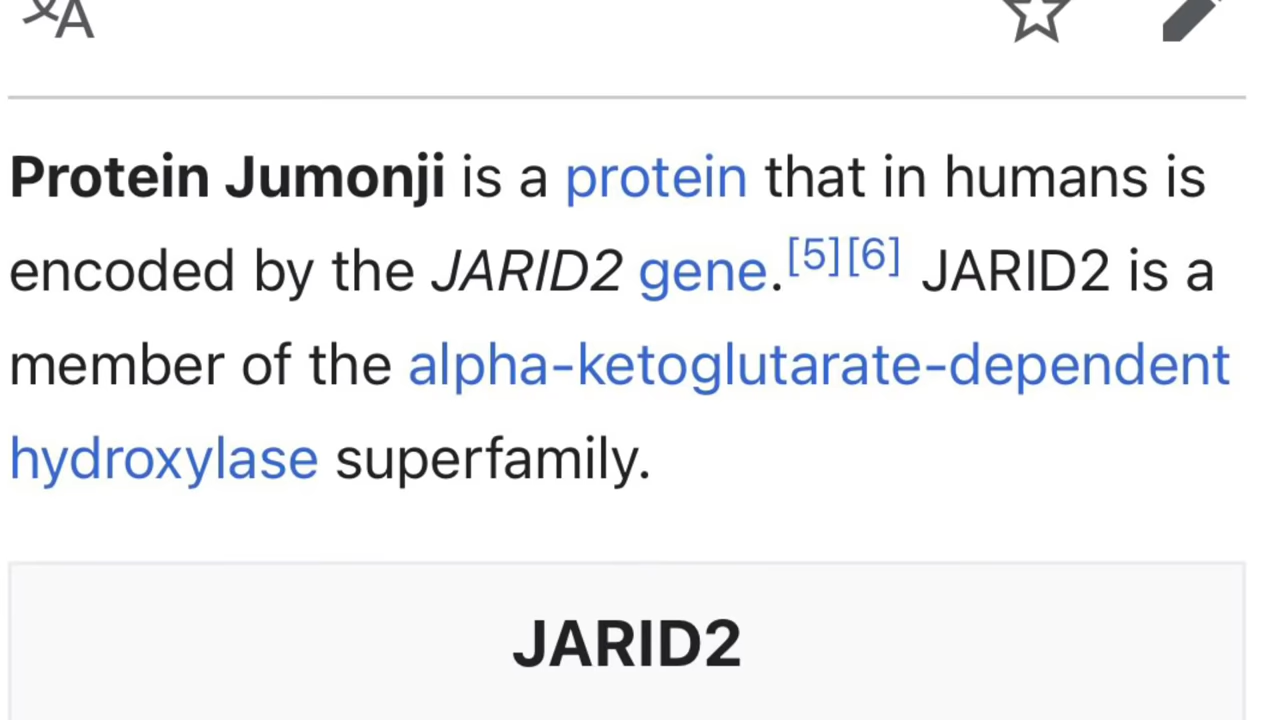 Protein Jumonji is a protein that in humans is
encoded by the JARID2 gene.[5][6] JARID2 is a
member of the alpha-ketoglutarate-dependent
hydroxylase superfamily.
JARID2